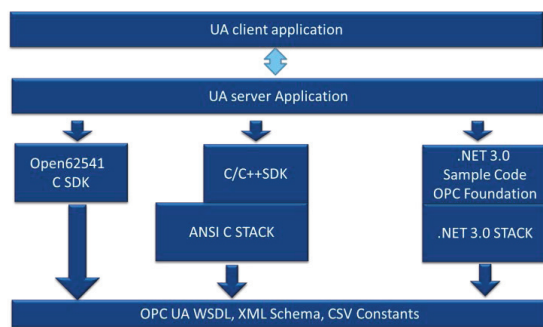 UA client application
UA server Application
Open62541
C SDK
C/C++SDK
.NET 3.0
Sample Code
OPC Foundation
ANSI C STACK
.NET 3.0 STACK
OPC UA WSDL, XML Schema, CSV Constants